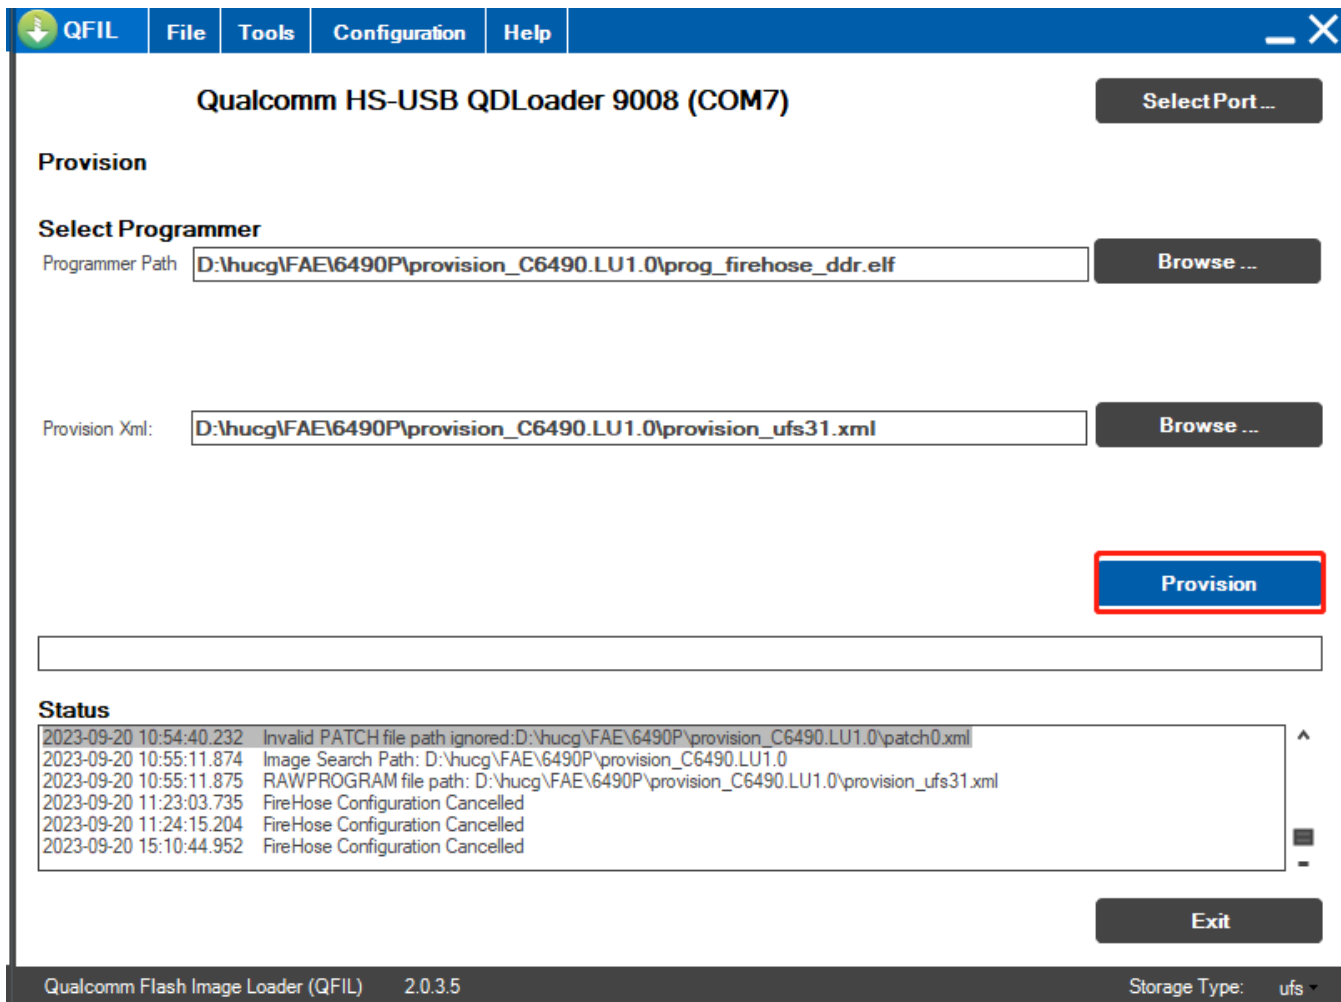 QFIL File Tools Configuration Help
Qualcomm HS-USB QDLoader 9008 (COM7)
Select Port ...
Provision
Select Programmer
Programmer Path D:\hucg\FAE\6490P\provision_C6490.LU1.0\prog_firehose_ddr.elf Browse ...
Provision Xml: D:\hucg\FAE\6490P\provision_C6490.LU1.0\provision_ufs31.xml Browse ...
Provision
Status
2023-09-20 10:54:40.232 Invalid PATCH file path ignored:D:\hucg\FAE\6490P\provision_C6490.LU1.0\patch0.xml
2023-09-20 10:55:11.874 Image Search Path: D:\hucg\FAE\6490P\provision_C6490.LU1.0
2023-09-20 10:55:11.875 RAWPROGRAM file path: D:\hucg\FAE\6490P\provision_C6490.LU1.0\provision_ufs31.xml
2023-09-20 11:23:03.735 FireHose Configuration Cancelled
2023-09-20 11:24:15.204 FireHose Configuration Cancelled
2023-09-20 15:10:44.952 FireHose Configuration Cancelled
Exit
Qualcomm Flash Image Loader (QFIL) 2.0.3.5 Storage Type: ufs